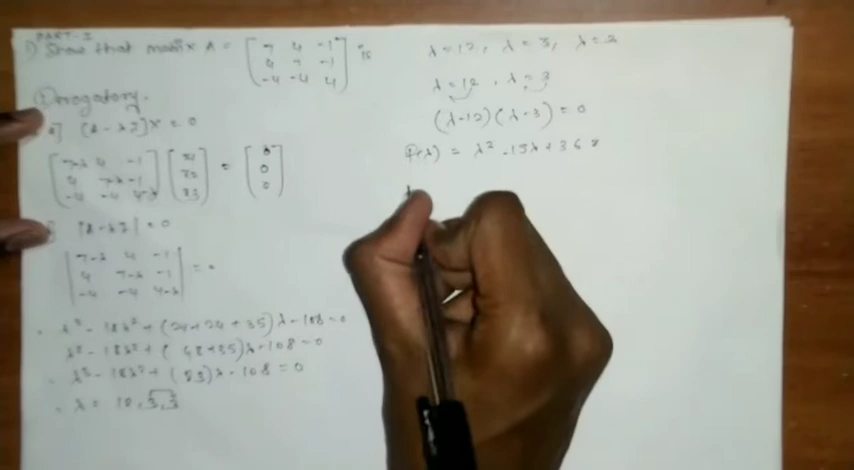 PART-I
1) Show that matrix A = [7 4 -1
4 7 -1
-4 -4 4] is
Derogatory.
[A - λI]X = 0
[7-λ 4 -1
4 7-λ -1
-4 -4 4-λ] [x1
x2
x3] = [0
0
0]
|A - λI| = 0
|7-λ 4 -1
4 7-λ -1
-4 -4 4-λ| = 0
λ³ - 18λ² + (24+24+35)λ - 108 = 0
λ³ - 18λ² + (48+35)λ - 108 = 0
λ³ - 18λ² + (83)λ - 108 = 0
λ = 12, 3, 3
λ = 12, λ = 3, λ = 3
λ = 12, λ = 3
(λ-12)(λ-3) = 0
= λ² - 15λ + 36